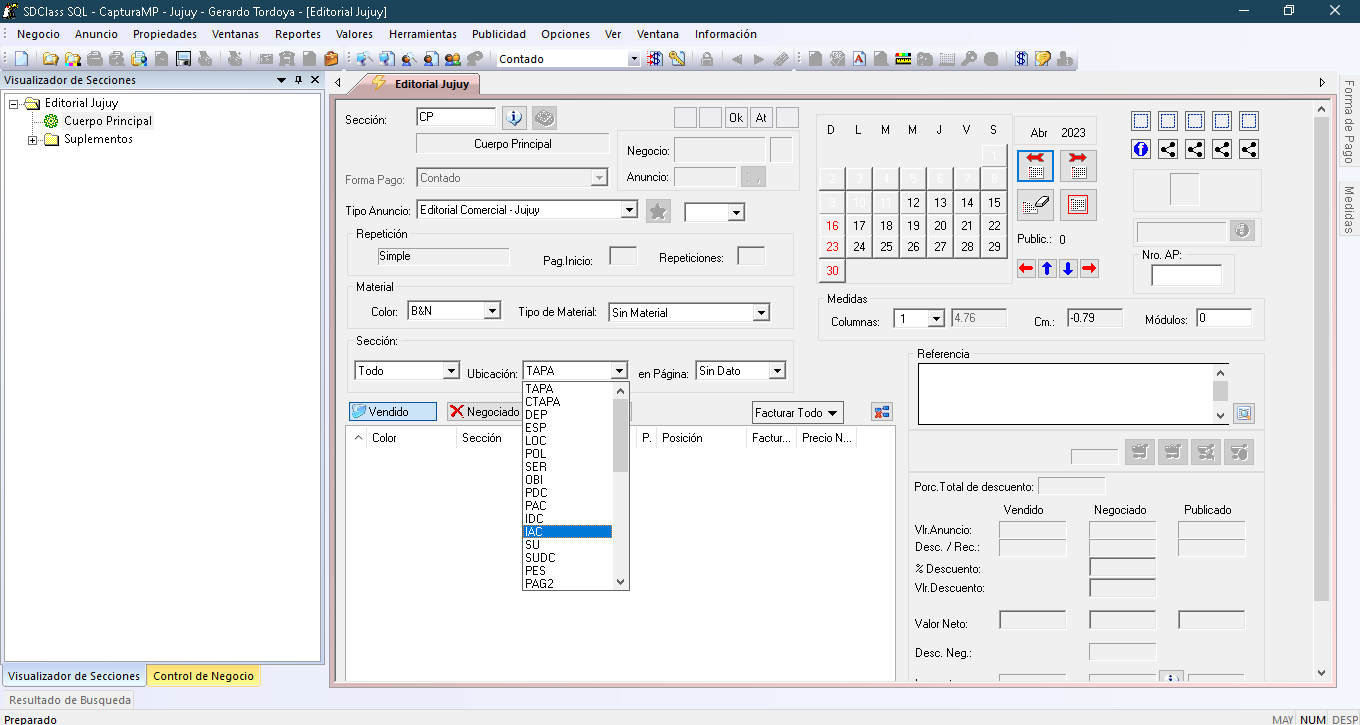 SDClass SQL - CapturaMP - Jujuy - Gerardo Tordoya - [Editorial Jujuy]
Negocio Anuncio Propiedades Ventanas Reportes Valores Herramientas Publicidad Opciones Ver Ventana Información
Contado
Visualizador de Secciones
Editorial Jujuy
Cuerpo Principal
Suplementos
Visualizador de Secciones
Control de Negocio
Resultado de Busqueda
Preparado
Editorial Jujuy
Sección: CP
Cuerpo Principal
Forma Pago: Contado
Tipo Anuncio: Editorial Comercial - Jujuy
Ok At
Negocio:
Anuncio:
Repetición
Simple
Pag.Inicio:
Repeticiones:
Material
Color: B&N
Tipo de Material: Sin Material
Sección:
Todo
Ubicación: TAPA
en Página: Sin Dato
TAPA
CTAPA
DEP
ESP
LOC
POL
SER
OBI
PDC
PAC
IDC
IAC
SU
SUDC
PES
PAG2
Vendido
Negociado
Facturar Todo
Color Sección P. Posición Factur... Precio N...
D L M M J V S
1
2 3 4 5 6 7 8
9 10 11 12 13 14 15
16 17 18 19 20 21 22
23 24 25 26 27 28 29
30
Abr 2023
Public.: 0
Nro. AP:
Medidas
Columnas: 1 4.76 Cm.: -0.79 Módulos: 0
Referencia
Porc.Total de descuento:
Vendido Negociado Publicado
Vlr.Anuncio:
Desc. / Rec.:
% Descuento:
Vlr.Descuento:
Valor Neto:
Desc. Neg.:
Forma de Pago
Medidas
MAY NUM DESP